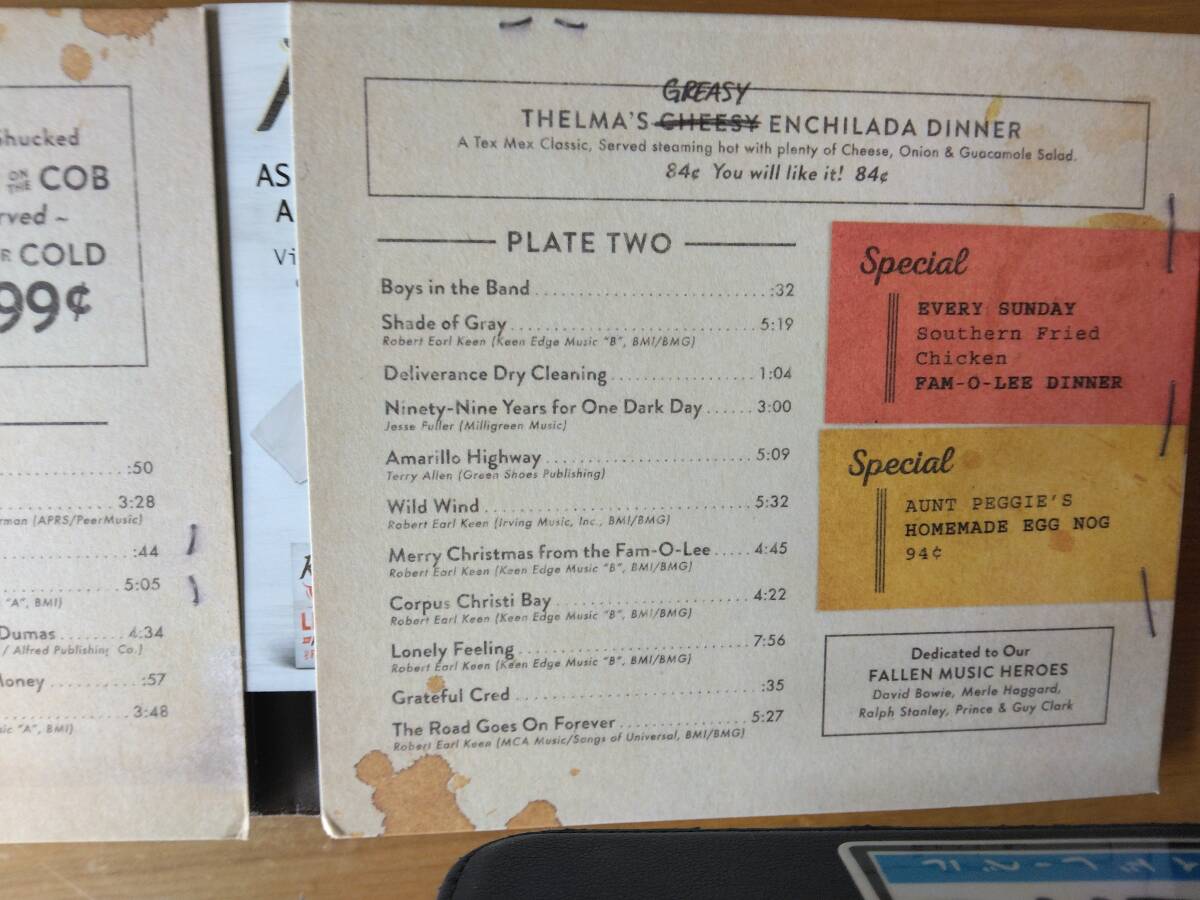 Shucked
ON THE COB
rved ~
R COLD
99¢
:50
3:28
rman (APRS/PeerMusic)
:44
5:05
"A", BMI)
Dumas 4:34
/ Alfred Publishing Co.)
oney :57
3:48
ic "A", BMI)
AS
A
Vi
GREASY
THELMA'S CHEESY ENCHILADA DINNER
A Tex Mex Classic, Served steaming hot with plenty of Cheese, Onion & Guacamole Salad.
84¢ You will like it! 84¢
PLATE TWO
Boys in the Band :32
Shade of Gray 5:19
Robert Earl Keen (Keen Edge Music "B", BMI/BMG)
Deliverance Dry Cleaning 1:04
Ninety-Nine Years for One Dark Day 3:00
Jesse Fuller (Milligreen Music)
Amarillo Highway 5:09
Terry Allen (Green Shoes Publishing)
Wild Wind 5:32
Robert Earl Keen (Irving Music, Inc., BMI/BMG)
Merry Christmas from the Fam-O-Lee 4:45
Robert Earl Keen (Keen Edge Music "B", BMI/BMG)
Corpus Christi Bay 4:22
Robert Earl Keen (Keen Edge Music "B", BMI/BMG)
Lonely Feeling 7:56
Robert Earl Keen (Keen Edge Music "B", BMI/BMG)
Grateful Cred :35
The Road Goes On Forever 5:27
Robert Earl Keen (MCA Music/Songs of Universal, BMI/BMG)
Special
EVERY SUNDAY
Southern Fried
Chicken
FAM-O-LEE DINNER
Special
AUNT PEGGIE'S
HOMEMADE EGG NOG
94¢
Dedicated to Our
FALLEN MUSIC HEROES
David Bowie, Merle Haggard,
Ralph Stanley, Prince & Guy Clark